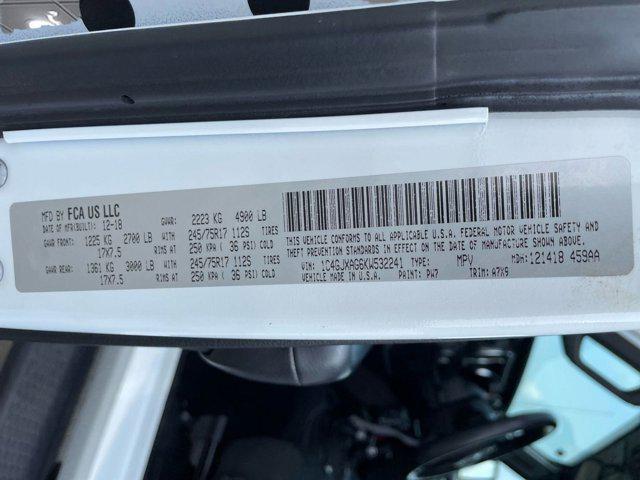 MFD BY FCA US LLC
DATE OF MFR(BUILT): 12-18
GVWR: 2223 KG 4900 LB
GAWR FRONT: 1225 KG 2700 LB 245/75R17 112S TIRES
17X7.5 RIMS AT 250 KPA ( 36 PSI) COLD
GAWR REAR: 1361 KG 3000 LB 245/75R17 112S TIRES
17X7.5 RIMS AT 250 KPA ( 36 PSI) COLD
THIS VEHICLE CONFORMS TO ALL APPLICABLE U.S.A. FEDERAL MOTOR VEHICLE SAFETY, BUMPER, AND
THEFT PREVENTION STANDARDS IN EFFECT ON THE DATE OF MANUFACTURE SHOWN ABOVE.
VIN: 1C4GJXAG6KW532241 TYPE: MPV MDH: 121418 459AA
VEHICLE MADE IN U.S.A. PAINT: PW7 TRIM: A7X9